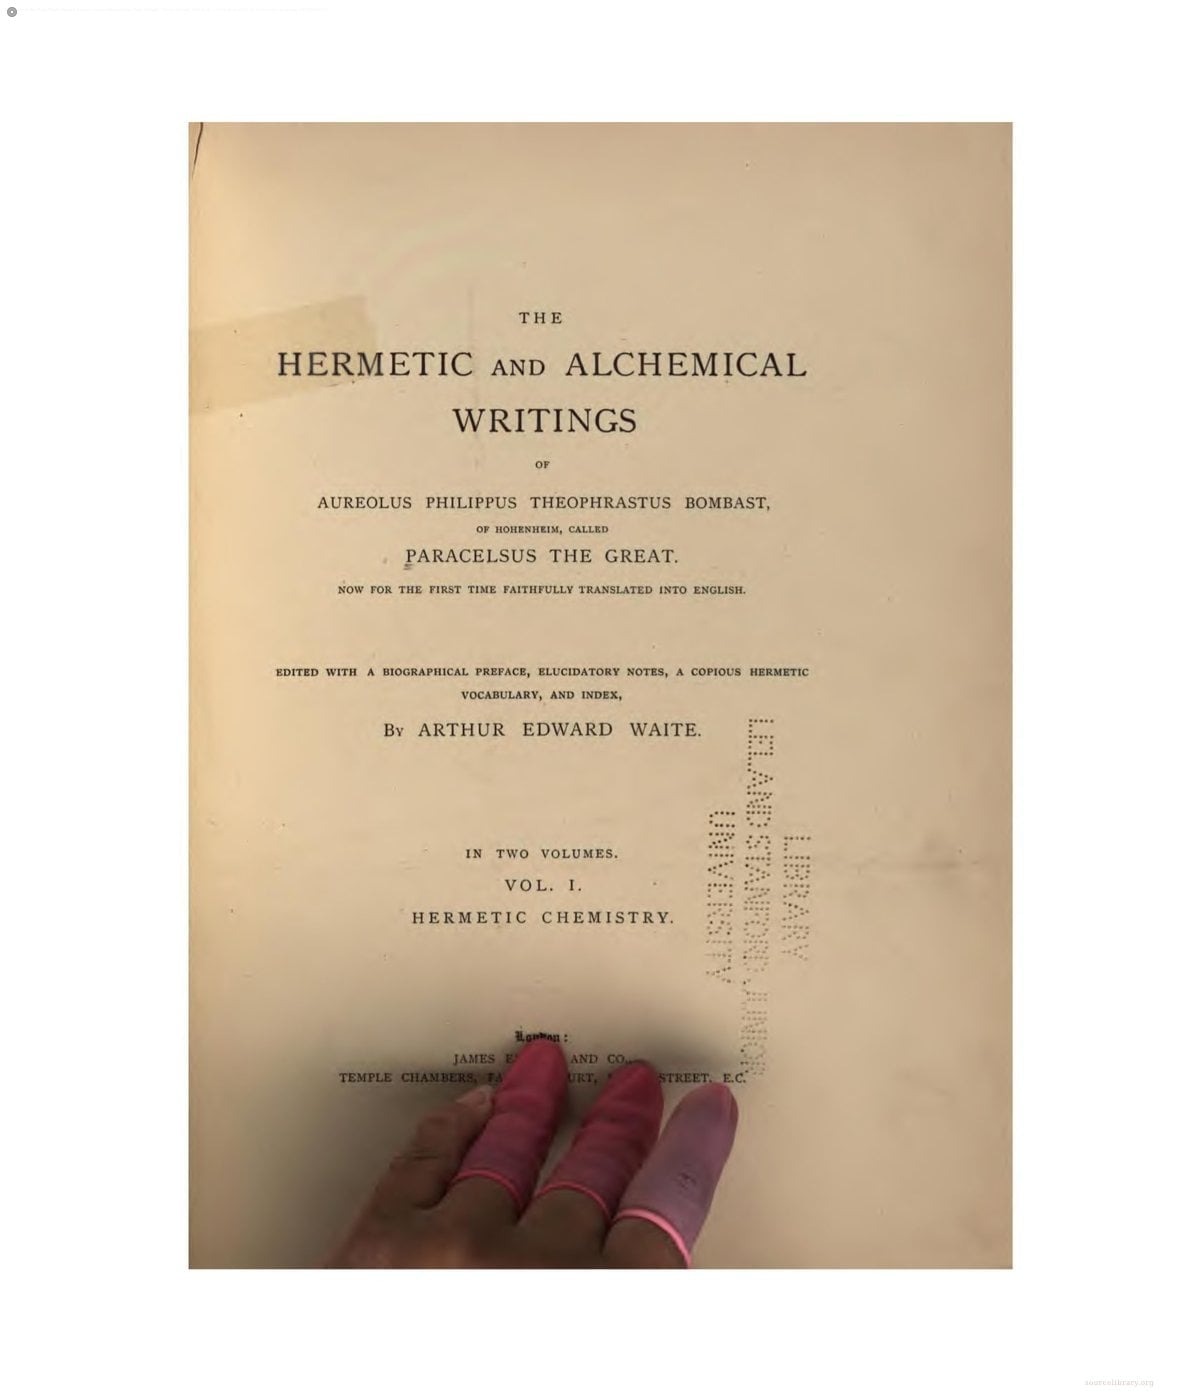 THE
HERMETIC AND ALCHEMICAL
WRITINGS
OF
AUREOLUS PHILIPPUS THEOPHRASTUS BOMBAST,
OF HOHENHEIM, CALLED
PARACELSUS THE GREAT.
NOW FOR THE FIRST TIME FAITHFULLY TRANSLATED INTO ENGLISH.
EDITED WITH A BIOGRAPHICAL PREFACE, ELUCIDATORY NOTES, A COPIOUS HERMETIC
VOCABULARY, AND INDEX,
BY ARTHUR EDWARD WAITE.
IN TWO VOLUMES.
VOL. I.
HERMETIC CHEMISTRY.
London:
JAMES AND CO.,
TEMPLE CHAMBERS, STREET, E.C.
LIBRARY
LELAND STANFORD JUNIOR
UNIVERSITY
sourcelibrary.org